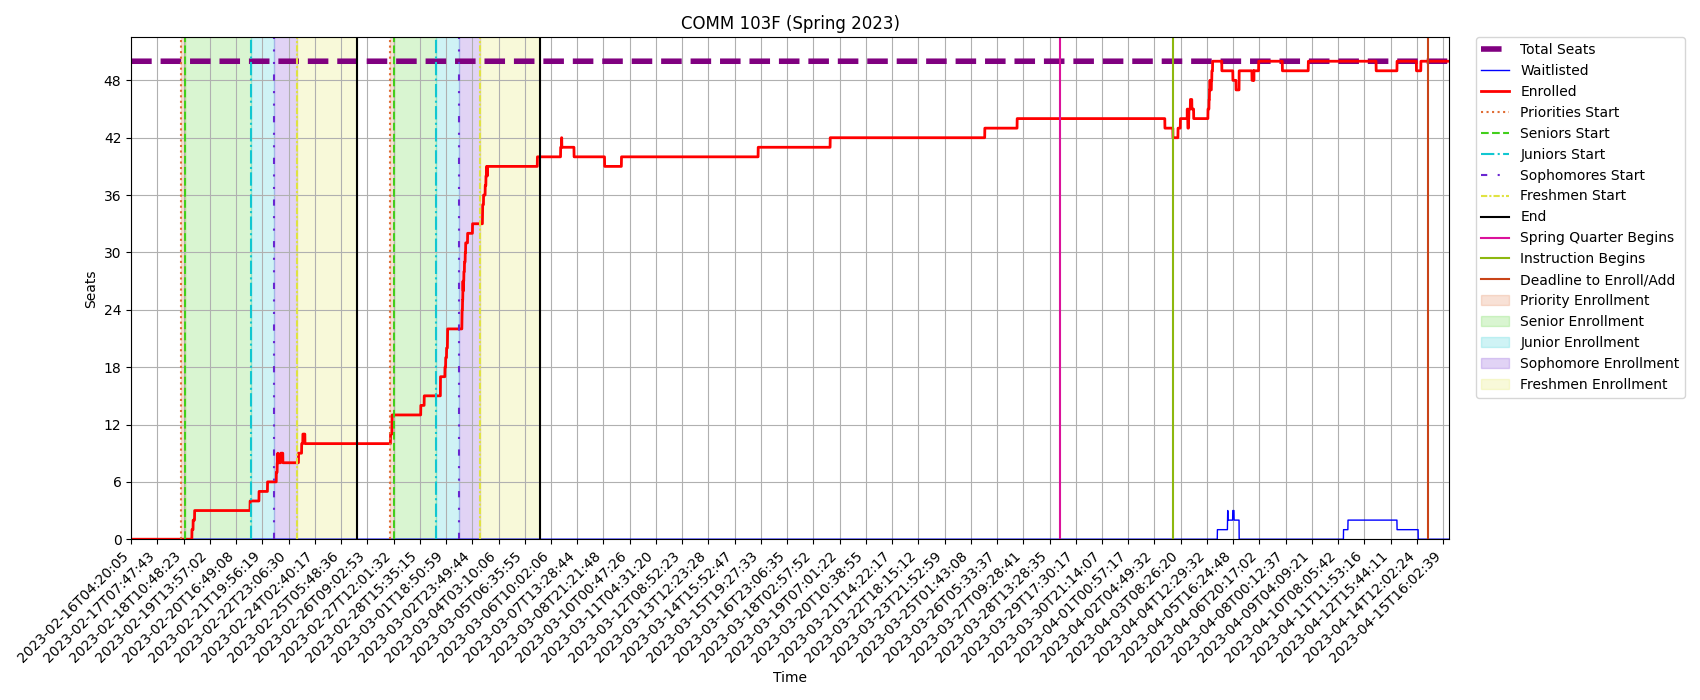 COMM 103F (Spring 2023)
Seats
48
42
36
30
24
18
12
6
0
2023-02-16T04:20:05
2023-02-17T07:47:43
2023-02-18T10:48:23
2023-02-19T13:57:02
2023-02-20T16:49:08
2023-02-21T19:56:19
2023-02-22T23:06:30
2023-02-24T02:40:17
2023-02-25T05:48:36
2023-02-26T09:02:53
2023-02-27T12:01:32
2023-02-28T15:35:15
2023-03-01T18:50:59
2023-03-02T23:49:44
2023-03-04T03:10:06
2023-03-05T06:35:55
2023-03-06T10:02:06
2023-03-07T13:28:44
2023-03-08T21:21:48
2023-03-10T00:47:26
2023-03-11T04:31:20
2023-03-12T08:52:23
2023-03-13T12:23:28
2023-03-14T15:52:47
2023-03-15T19:27:33
2023-03-16T23:06:35
2023-03-18T02:57:52
2023-03-19T07:01:22
2023-03-20T10:38:55
2023-03-21T14:22:17
2023-03-22T18:15:12
2023-03-23T21:52:59
2023-03-25T01:43:08
2023-03-26T05:33:37
2023-03-27T09:28:41
2023-03-28T13:28:35
2023-03-29T17:30:17
2023-03-30T21:14:07
2023-04-01T00:57:17
2023-04-02T04:49:32
2023-04-03T08:26:20
2023-04-04T12:29:32
2023-04-05T16:24:48
2023-04-06T20:17:02
2023-04-08T00:12:37
2023-04-09T04:09:21
2023-04-10T08:05:42
2023-04-11T11:53:16
2023-04-12T15:44:11
2023-04-14T12:02:24
2023-04-15T16:02:39
Time
Total Seats
Waitlisted
Enrolled
Priorities Start
Seniors Start
Juniors Start
Sophomores Start
Freshmen Start
End
Spring Quarter Begins
Instruction Begins
Deadline to Enroll/Add
Priority Enrollment
Senior Enrollment
Junior Enrollment
Sophomore Enrollment
Freshmen Enrollment